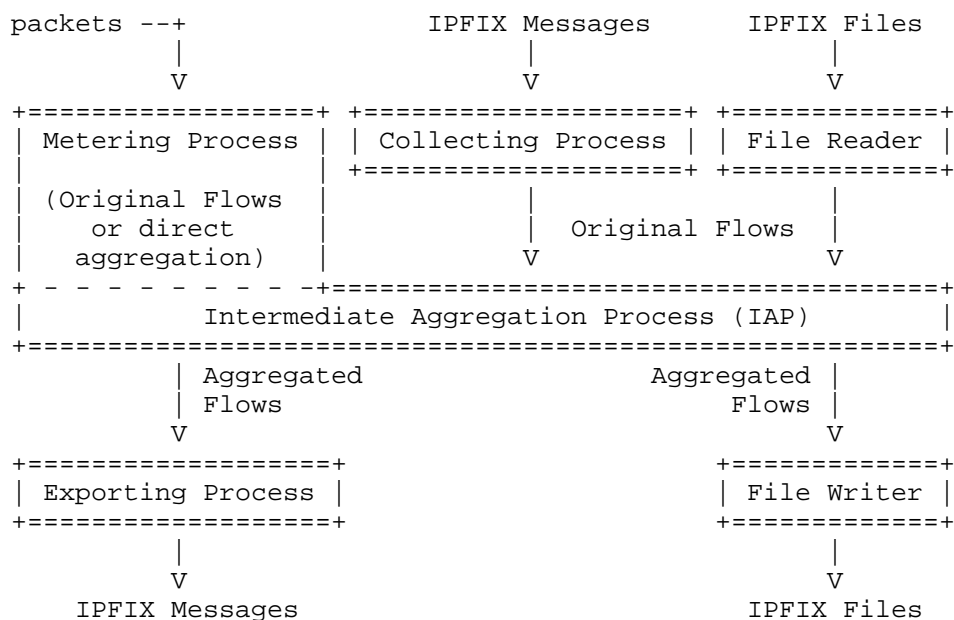 packets --+ IPFIX Messages IPFIX Files
| | |
V V V
+==================+ +====================+ +=============+
| Metering Process | | Collecting Process | | File Reader |
| | +====================+ +=============+
| (Original Flows | | |
| or direct | | Original Flows |
| aggregation) | V V
+ - - - - - - - - -+======================================+
| Intermediate Aggregation Process (IAP) |
+=========================================================+
| Aggregated Aggregated |
| Flows Flows |
V V
+===================+ +=============+
| Exporting Process | | File Writer |
+===================+ +=============+
| |
V V
IPFIX Messages IPFIX Files